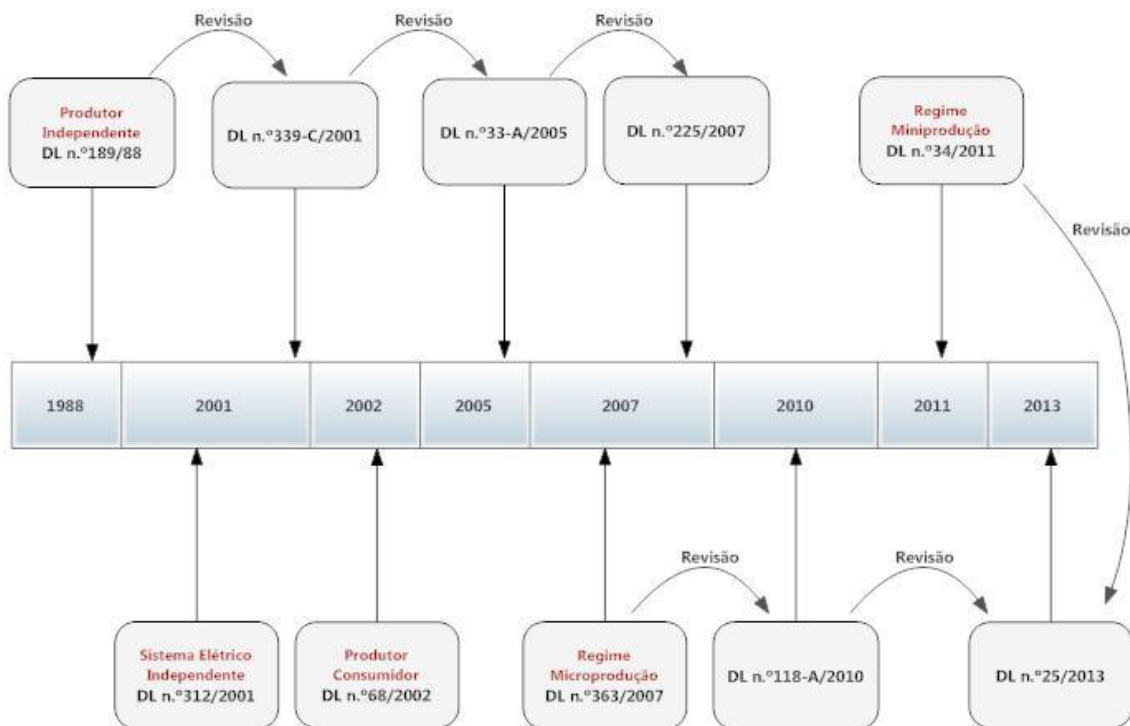 Revisão
Revisão
Revisão
Produtor
Independente
DL n.º189/88
DL n.º339-C/2001
DL n.º33-A/2005
DL n.º225/2007
Regime
Miniprodução
DL n.º34/2011
Revisão
1988
2001
2002
2005
2007
2010
2011
2013
Revisão
Revisão
Sistema Elétrico
Independente
DL n.º312/2001
Produtor
Consumidor
DL n.º68/2002
Regime
Microprodução
DL n.º363/2007
DL n.º118-A/2010
DL n.º25/2013